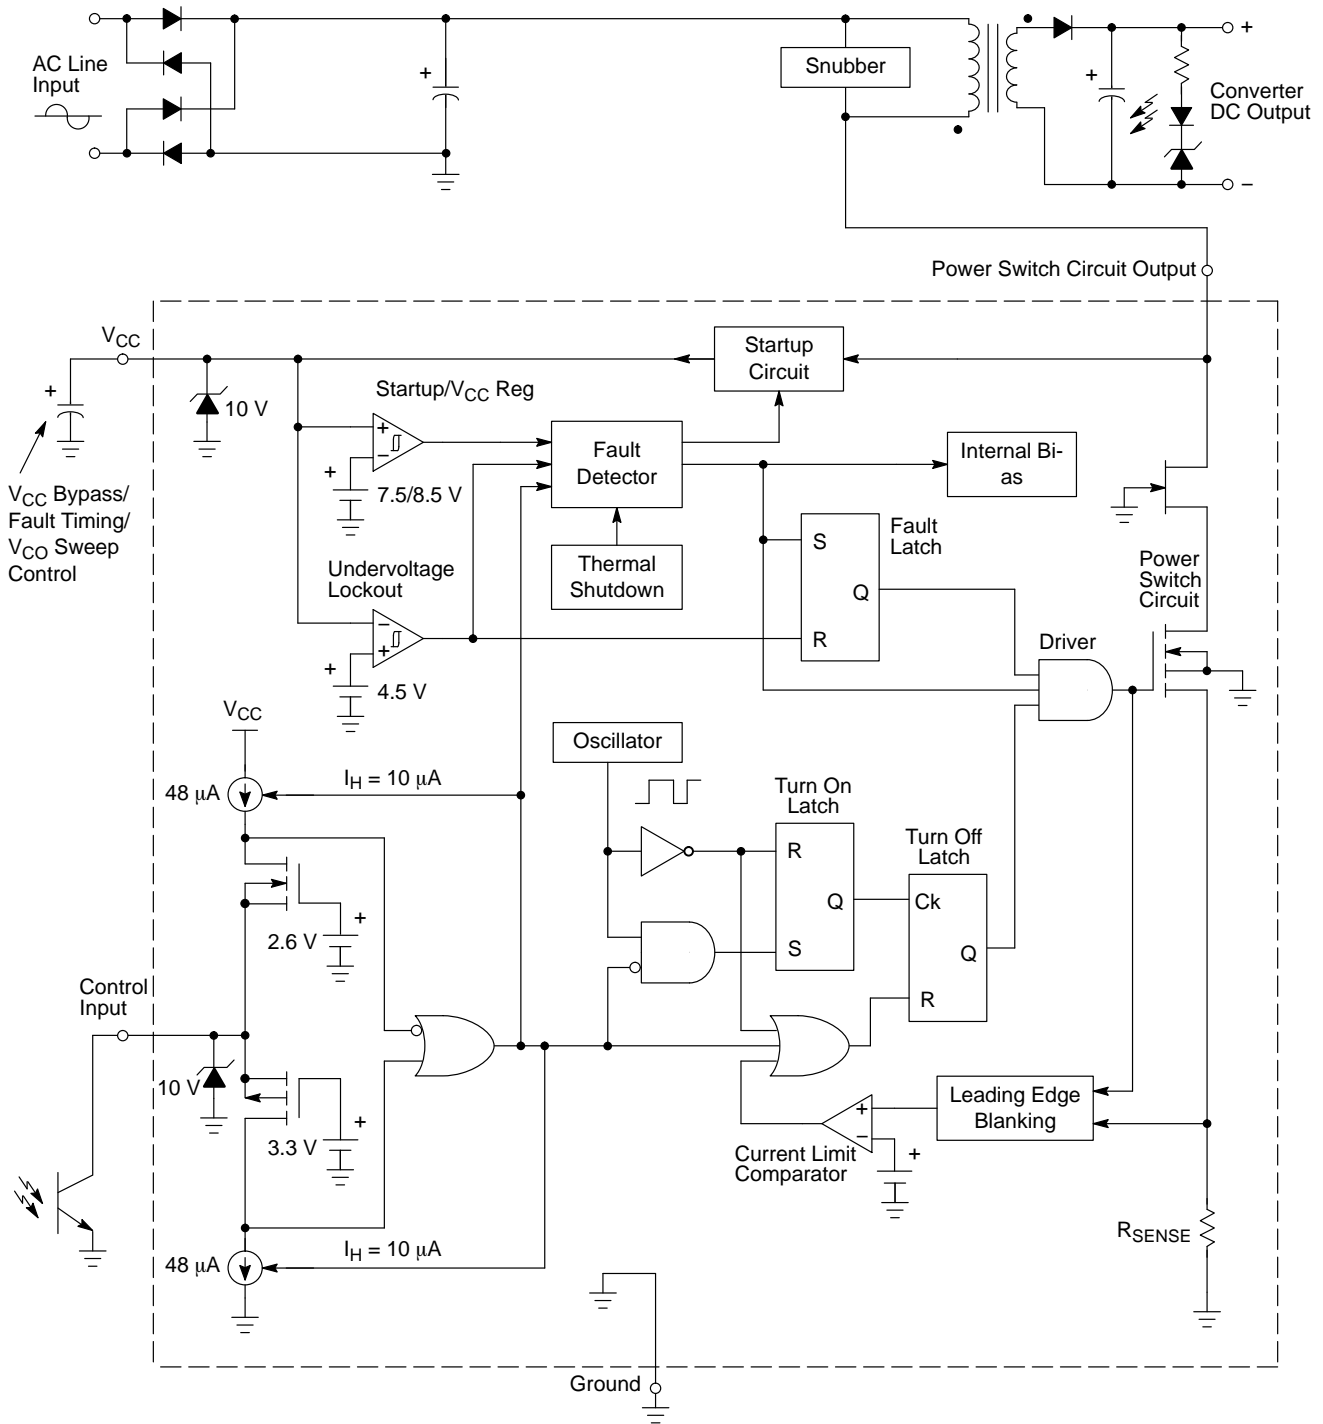 AC Line
Input
+
Snubber
+
+
Converter
DC Output
−
Power Switch Circuit Output
VCC
+
10 V
VCC Bypass/
Fault Timing/
VCO Sweep
Control
Startup/VCC Reg
+
−
+
7.5/8.5 V
Startup
Circuit
Fault
Detector
Internal Bi-
as
Thermal
Shutdown
Undervoltage
Lockout
−
+
+
4.5 V
S
Q
R
Fault
Latch
Power
Switch
Circuit
Driver
VCC
48 µA
IH = 10 µA
Oscillator
Turn On
Latch
R
Q
S
Turn Off
Latch
Ck
Q
R
+
2.6 V
Control
Input
10 V
+
3.3 V
Leading Edge
Blanking
+
−
+
Current Limit
Comparator
RSENSE
48 µA
IH = 10 µA
Ground